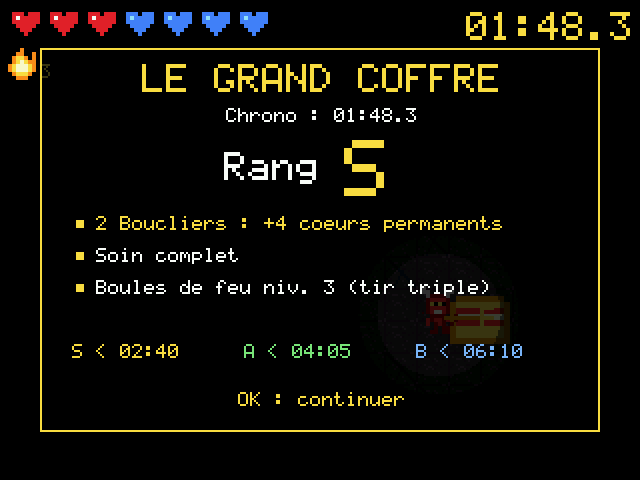 01:48.3
3
LE GRAND COFFRE
Chrono : 01:48.3
Rang S
2 Boucliers : +4 coeurs permanents
Soin complet
Boules de feu niv. 3 (tir triple)
S < 02:40 A < 04:05 B < 06:10
OK : continuer